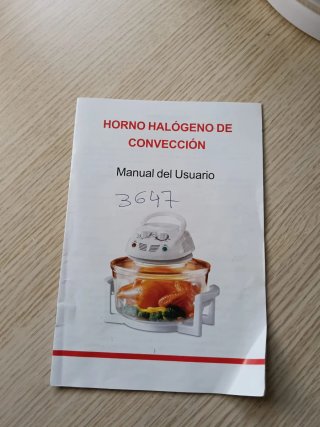 HORNO HALÓGENO DE
CONVECCIÓN
Manual del Usuario
3647